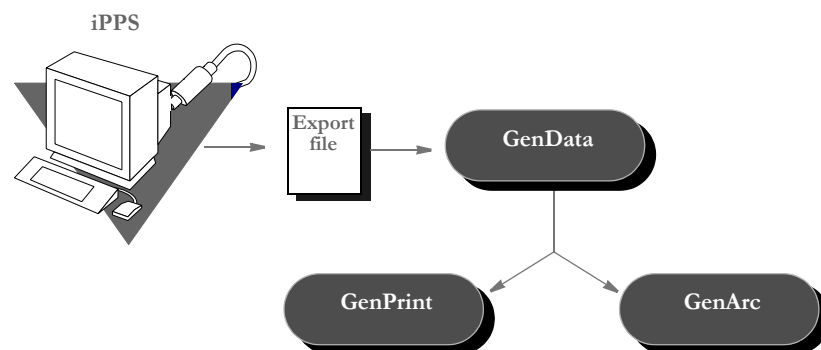 iPPS
Export
file
GenData
GenPrint
GenArc